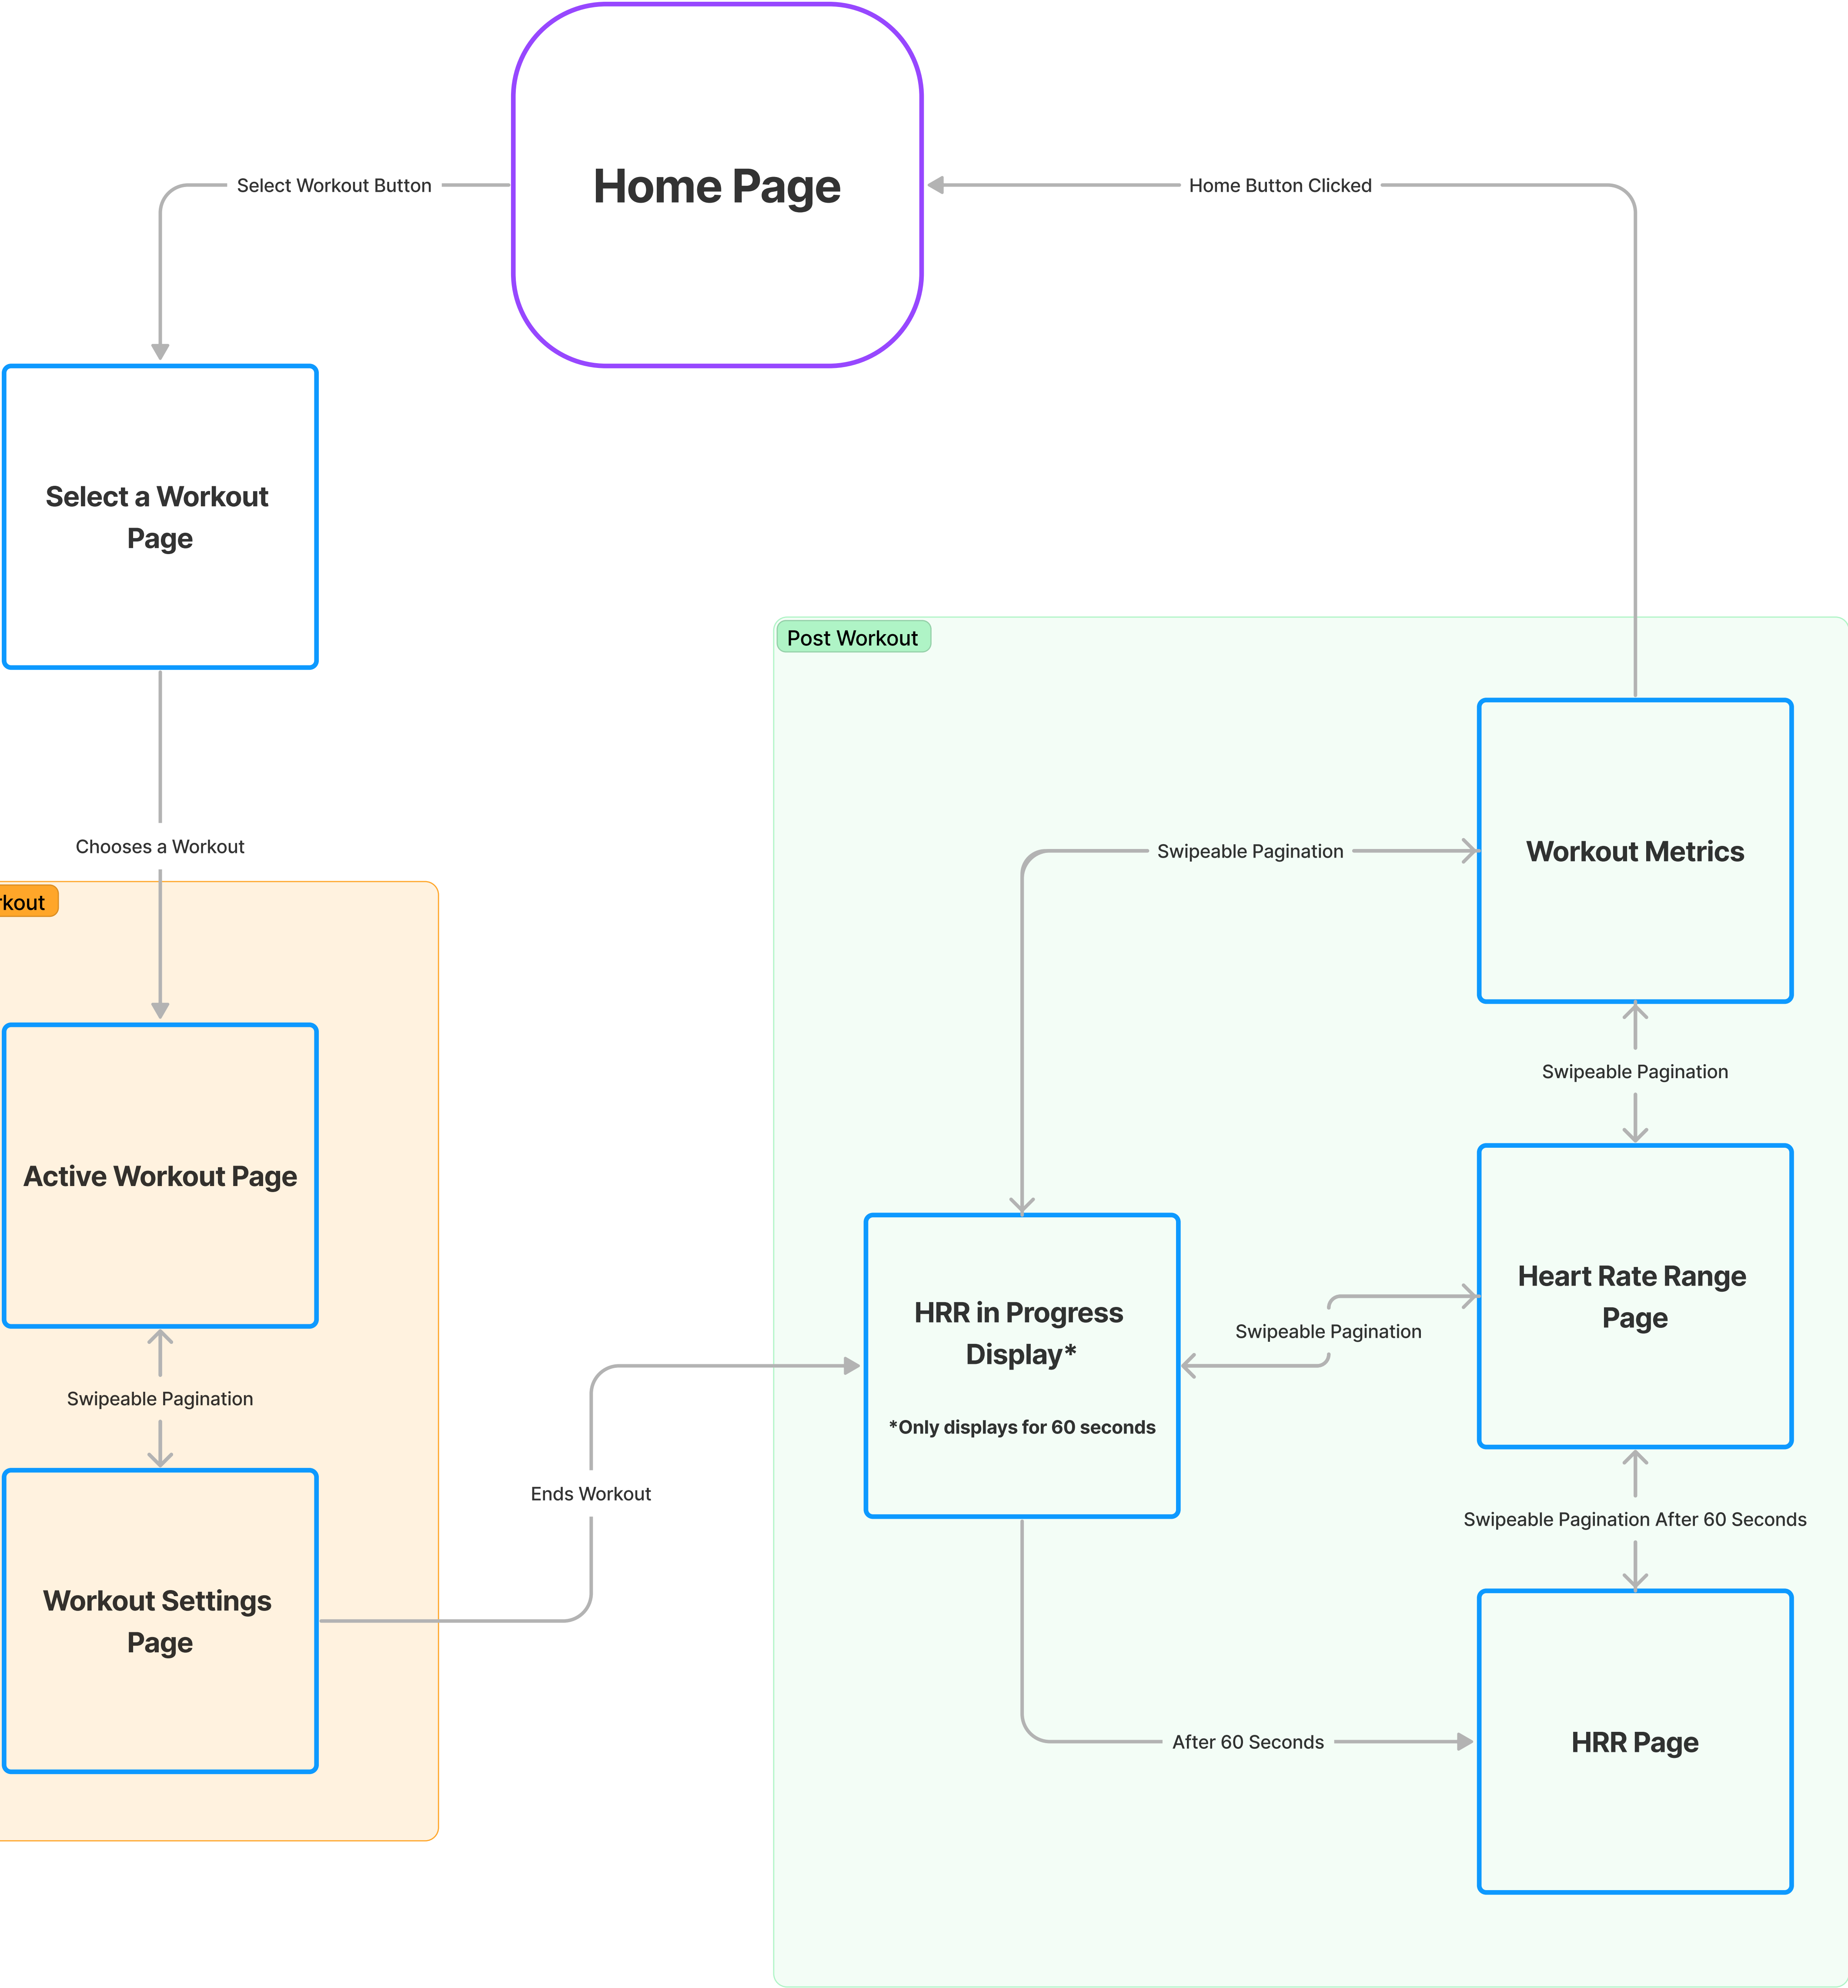 Home Page
Select Workout Button
Home Button Clicked
Select a Workout
Page
Chooses a Workout
Post Workout
Workout Metrics
Swipeable Pagination
Swipeable Pagination
Active Workout Page
Swipeable Pagination
Workout Settings
Page
Ends Workout
HRR in Progress
Display*
*Only displays for 60 seconds
Swipeable Pagination
Heart Rate Range
Page
Swipeable Pagination After 60 Seconds
After 60 Seconds
HRR Page